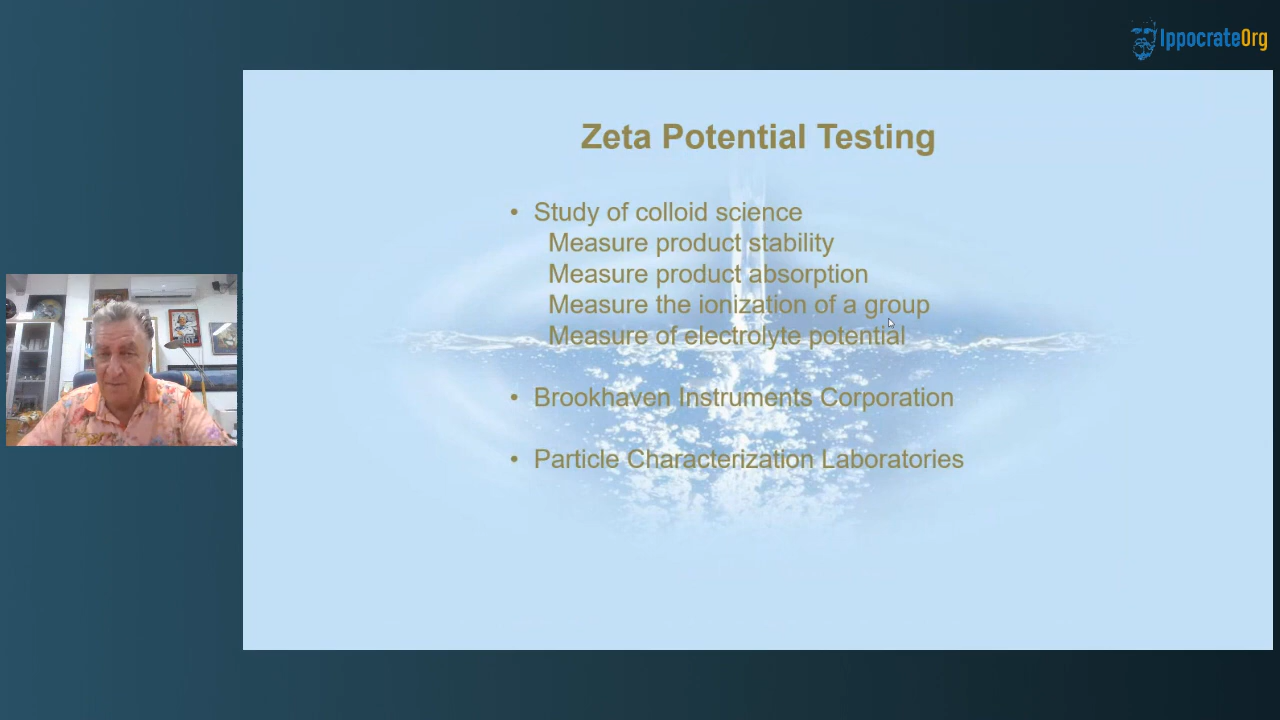 IppocrateOrg
Zeta Potential Testing
• Study of colloid science
Measure product stability
Measure product absorption
Measure the ionization of a group
Measure of electrolyte potential
• Brookhaven Instruments Corporation
• Particle Characterization Laboratories